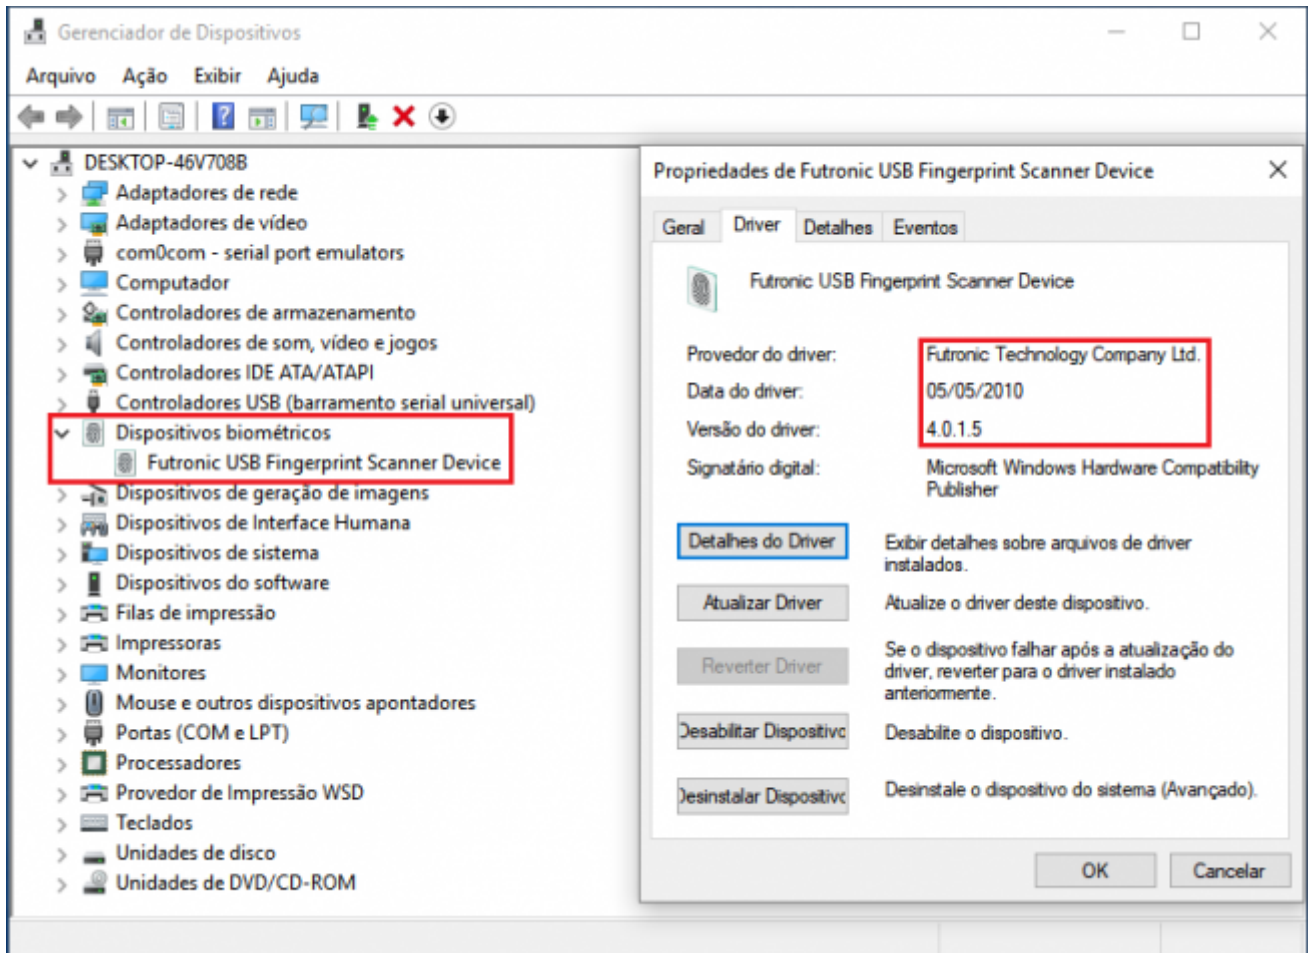 Gerenciador de Dispositivos
Arquivo Ação Exibir Ajuda
DESKTOP-46V708B
Adaptadores de rede
Adaptadores de vídeo
com0com - serial port emulators
Computador
Controladores de armazenamento
Controladores de som, vídeo e jogos
Controladores IDE ATA/ATAPI
Controladores USB (barramento serial universal)
Dispositivos biométricos
Futronic USB Fingerprint Scanner Device
Dispositivos de geração de imagens
Dispositivos de Interface Humana
Dispositivos de sistema
Dispositivos do software
Filas de impressão
Impressoras
Monitores
Mouse e outros dispositivos apontadores
Portas (COM e LPT)
Processadores
Provedor de Impressão WSD
Teclados
Unidades de disco
Unidades de DVD/CD-ROM
Propriedades de Futronic USB Fingerprint Scanner Device
Geral Driver Detalhes Eventos
Futronic USB Fingerprint Scanner Device
Provedor do driver: Futronic Technology Company Ltd.
Data do driver: 05/05/2010
Versão do driver: 4.0.1.5
Signatário digital: Microsoft Windows Hardware Compatibility
Publisher
Detalhes do Driver Exibir detalhes sobre arquivos de driver
instalados.
Atualizar Driver Atualize o driver deste dispositivo.
Se o dispositivo falhar após a atualização do
Reverter Driver driver, reverter para o driver instalado
anteriormente.
Desabilitar Dispositivo Desabilite o dispositivo.
Desinstalar Dispositivo Desinstale o dispositivo do sistema (Avançado).
OK Cancelar